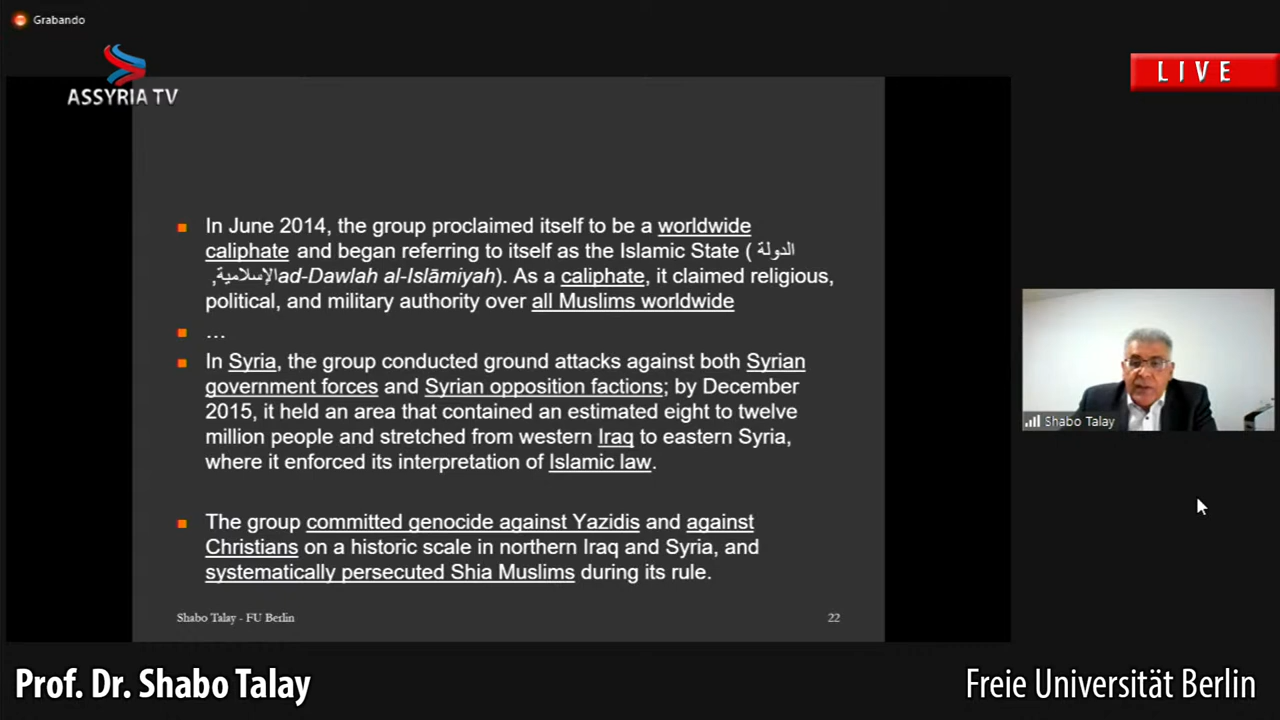 Grabando
ASSYRIA TV
LIVE
In June 2014, the group proclaimed itself to be a worldwide
caliphate and began referring to itself as the Islamic State ( الدولة
الإسلامية, ad-Dawlah al-Islāmiyah). As a caliphate, it claimed religious,
political, and military authority over all Muslims worldwide
…
In Syria, the group conducted ground attacks against both Syrian
government forces and Syrian opposition factions; by December
2015, it held an area that contained an estimated eight to twelve
million people and stretched from western Iraq to eastern Syria,
where it enforced its interpretation of Islamic law.
The group committed genocide against Yazidis and against
Christians on a historic scale in northern Iraq and Syria, and
systematically persecuted Shia Muslims during its rule.
Shabo Talay - FU Berlin 22
Shabo Talay
Prof. Dr. Shabo Talay
Freie Universität Berlin